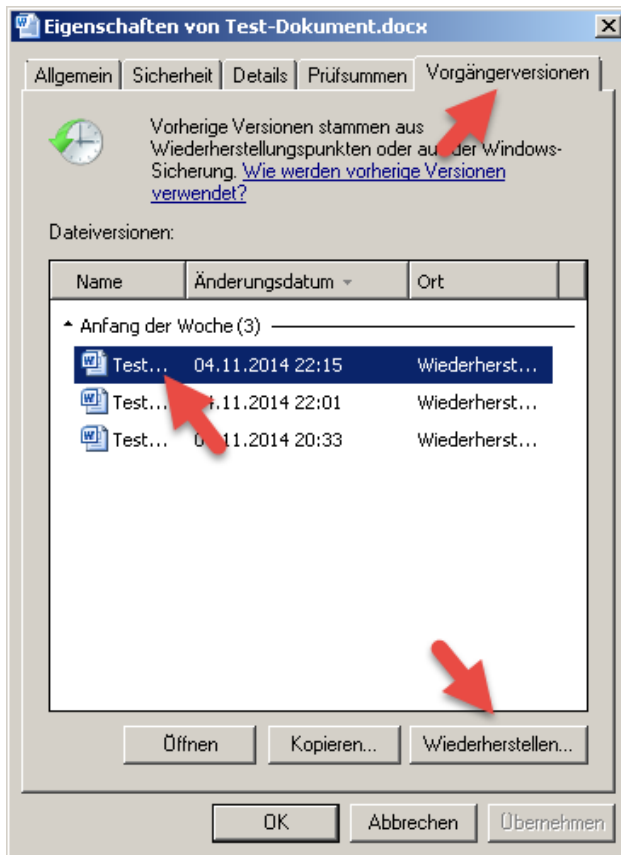 Eigenschaften von Test-Dokument.docx
Allgemein Sicherheit Details Prüfsummen Vorgängerversionen
Vorherige Versionen stammen aus
Wiederherstellungspunkten oder aus der Windows-
Sicherung. Wie werden vorherige Versionen
verwendet?
Dateiversionen:
Name Änderungsdatum Ort
Anfang der Woche (3)
Test... 04.11.2014 22:15 Wiederherst...
Test... .11.2014 22:01 Wiederherst...
Test... 0 11.2014 20:33 Wiederherst...
Öffnen Kopieren... Wiederherstellen...
OK Abbrechen Übernehmen